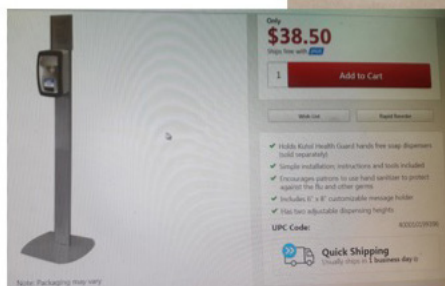 Only
$38.50
Ships free with
1
Add to Cart
Wish List
Rapid Reorder
Holds Kutol Health Guard hands free soap dispensers
(sold separately)
Simple installation; instructions and tools included
Encourages patrons to use hand sanitizer to protect
against the flu and other germs
Includes 6" x 8" customizable message holder
Has two adjustable dispensing heights
UPC Code:
Quick Shipping
Usually ships in 1 business day
Note: Packaging may vary